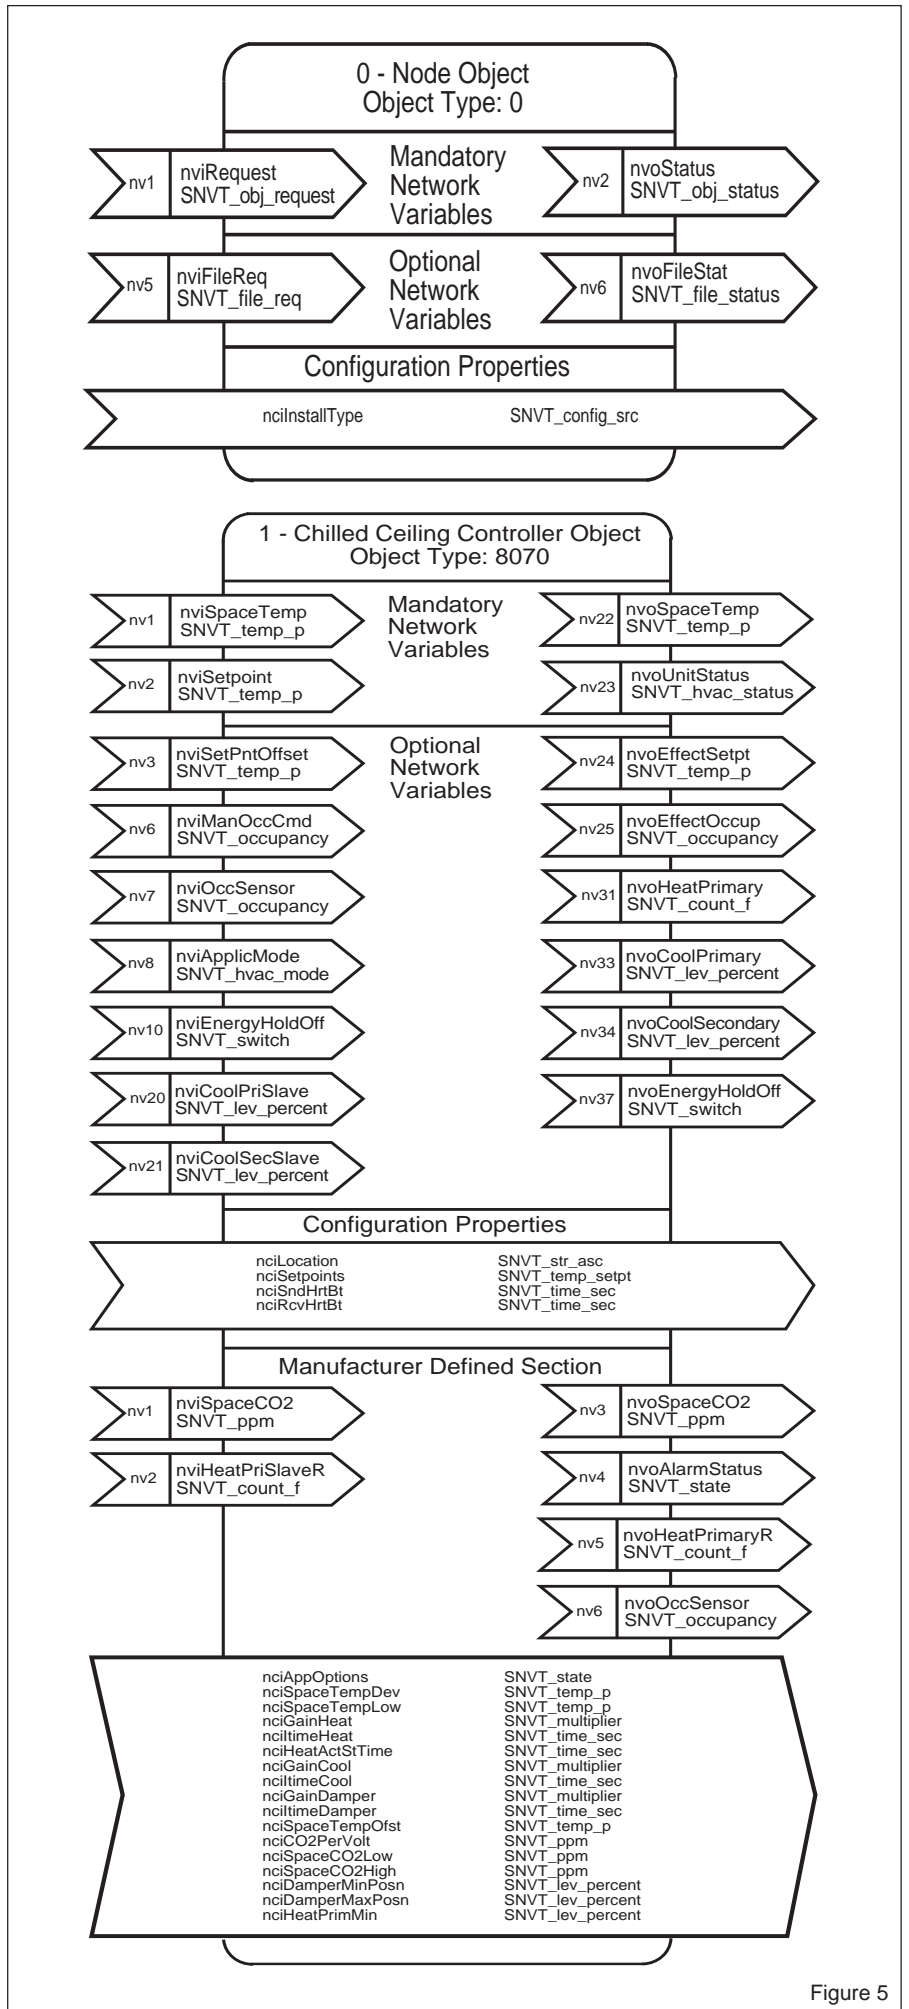 0 - Node Object
Object Type: 0
Mandatory
Network
Variables
nv1
nviRequest
SNVT_obj_request
nv2
nvoStatus
SNVT_obj_status
Optional
Network
Variables
nv5
nviFileReq
SNVT_file_req
nv6
nvoFileStat
SNVT_file_status
Configuration Properties
nciInstallType SNVT_config_src
1 - Chilled Ceiling Controller Object
Object Type: 8070
Mandatory
Network
Variables
nv1
nviSpaceTemp
SNVT_temp_p
nv22
nvoSpaceTemp
SNVT_temp_p
nv2
nviSetpoint
SNVT_temp_p
nv23
nvoUnitStatus
SNVT_hvac_status
Optional
Network
Variables
nv3
nviSetPntOffset
SNVT_temp_p
nv24
nvoEffectSetpt
SNVT_temp_p
nv6
nviManOccCmd
SNVT_occupancy
nv25
nvoEffectOccup
SNVT_occupancy
nv7
nviOccSensor
SNVT_occupancy
nv31
nvoHeatPrimary
SNVT_count_f
nv8
nviApplicMode
SNVT_hvac_mode
nv33
nvoCoolPrimary
SNVT_lev_percent
nv10
nviEnergyHoldOff
SNVT_switch
nv34
nvoCoolSecondary
SNVT_lev_percent
nv20
nviCoolPriSlave
SNVT_lev_percent
nv37
nvoEnergyHoldOff
SNVT_switch
nv21
nviCoolSecSlave
SNVT_lev_percent
Configuration Properties
nciLocation SNVT_str_asc
nciSetpoints SNVT_temp_setpt
nciSndHrtBt SNVT_time_sec
nciRcvHrtBt SNVT_time_sec
Manufacturer Defined Section
nv1
nviSpaceCO2
SNVT_ppm
nv3
nvoSpaceCO2
SNVT_ppm
nv2
nviHeatPriSlaveR
SNVT_count_f
nv4
nvoAlarmStatus
SNVT_state
nv5
nvoHeatPrimaryR
SNVT_count_f
nv6
nvoOccSensor
SNVT_occupancy
nciAppOptions SNVT_state
nciSpaceTempDev SNVT_temp_p
nciSpaceTempLow SNVT_temp_p
nciGainHeat SNVT_multiplier
nciItimeHeat SNVT_time_sec
nciHeatActStTime SNVT_time_sec
nciGainCool SNVT_multiplier
nciItimeCool SNVT_time_sec
nciGainDamper SNVT_multiplier
nciItimeDamper SNVT_time_sec
nciSpaceTempOfst SNVT_temp_p
nciCO2PerVolt SNVT_ppm
nciSpaceCO2Low SNVT_ppm
nciSpaceCO2High SNVT_ppm
nciDamperMinPosn SNVT_lev_percent
nciDamperMaxPosn SNVT_lev_percent
nciHeatPrimMin SNVT_lev_percent
Figure 5